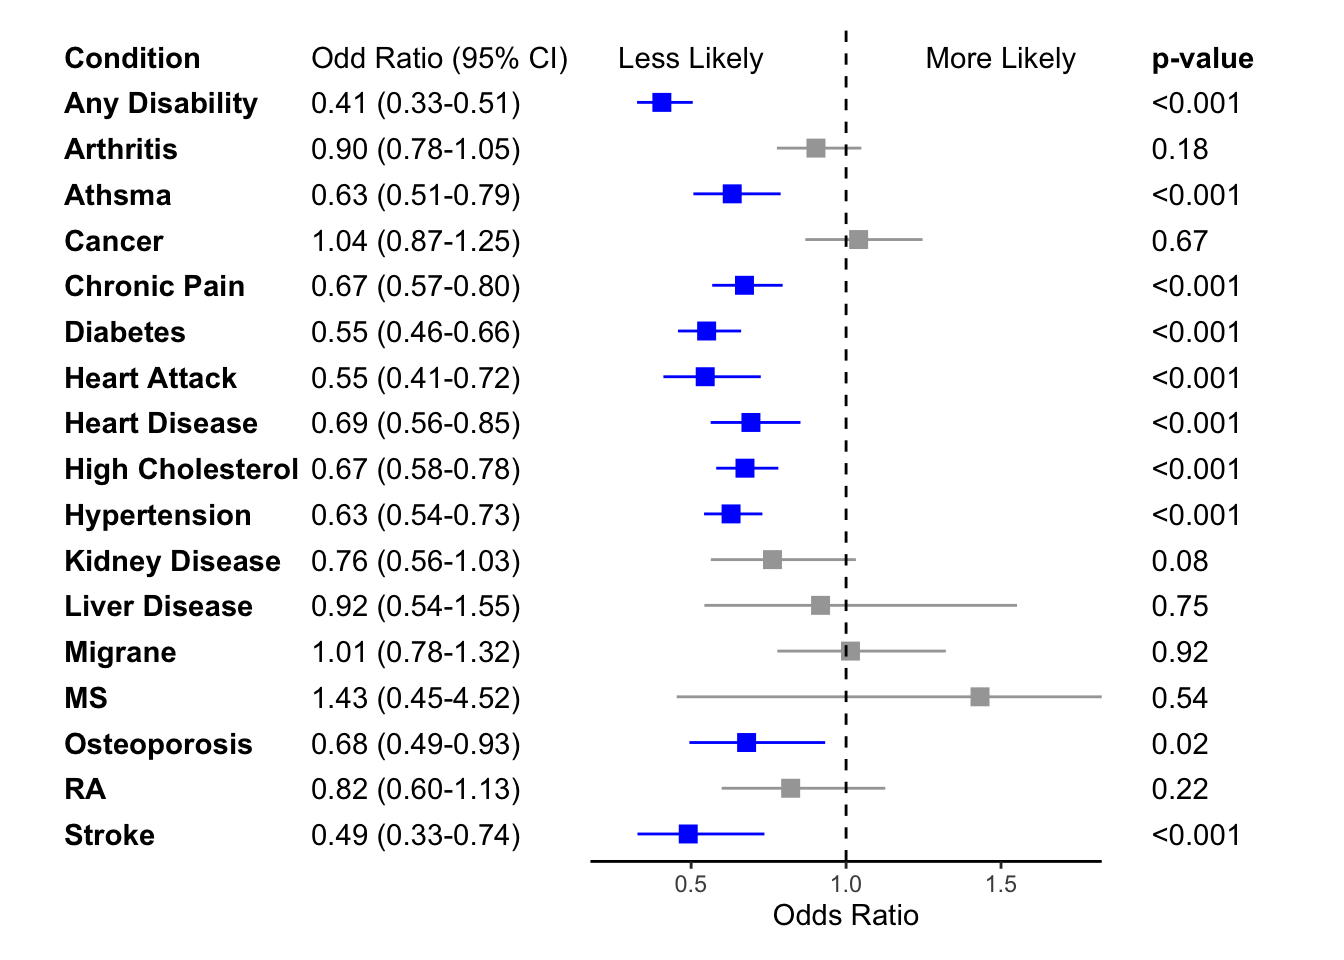 Condition Odd Ratio (95% CI) Less Likely More Likely p-value
Any Disability 0.41 (0.33-0.51) <0.001
Arthritis 0.90 (0.78-1.05) 0.18
Athsma 0.63 (0.51-0.79) <0.001
Cancer 1.04 (0.87-1.25) 0.67
Chronic Pain 0.67 (0.57-0.80) <0.001
Diabetes 0.55 (0.46-0.66) <0.001
Heart Attack 0.55 (0.41-0.72) <0.001
Heart Disease 0.69 (0.56-0.85) <0.001
High Cholesterol 0.67 (0.58-0.78) <0.001
Hypertension 0.63 (0.54-0.73) <0.001
Kidney Disease 0.76 (0.56-1.03) 0.08
Liver Disease 0.92 (0.54-1.55) 0.75
Migrane 1.01 (0.78-1.32) 0.92
MS 1.43 (0.45-4.52) 0.54
Osteoporosis 0.68 (0.49-0.93) 0.02
RA 0.82 (0.60-1.13) 0.22
Stroke 0.49 (0.33-0.74) <0.001
0.5 1.0 1.5
Odds Ratio